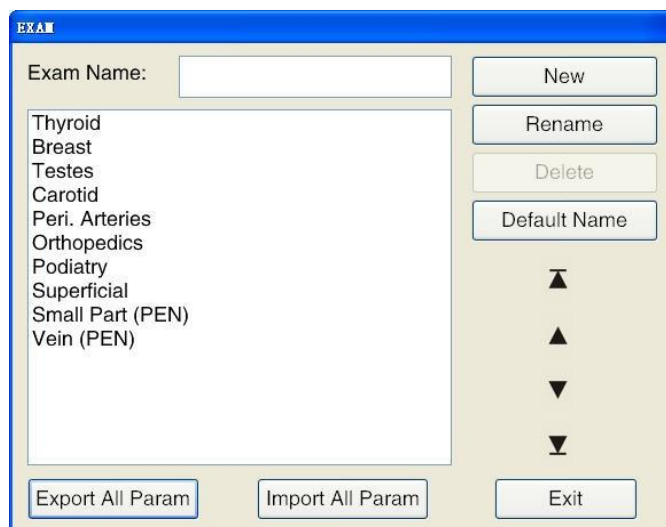 EXAM
Exam Name:
New
Rename
Delete
Default Name
Thyroid
Breast
Testes
Carotid
Peri. Arteries
Orthopedics
Podiatry
Superficial
Small Part (PEN)
Vein (PEN)
Export All Param
Import All Param
Exit